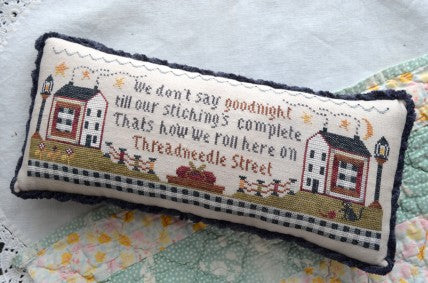 We don't say goodnight
till our stiching's complete
Thats how we roll here on
Threadneedle Street